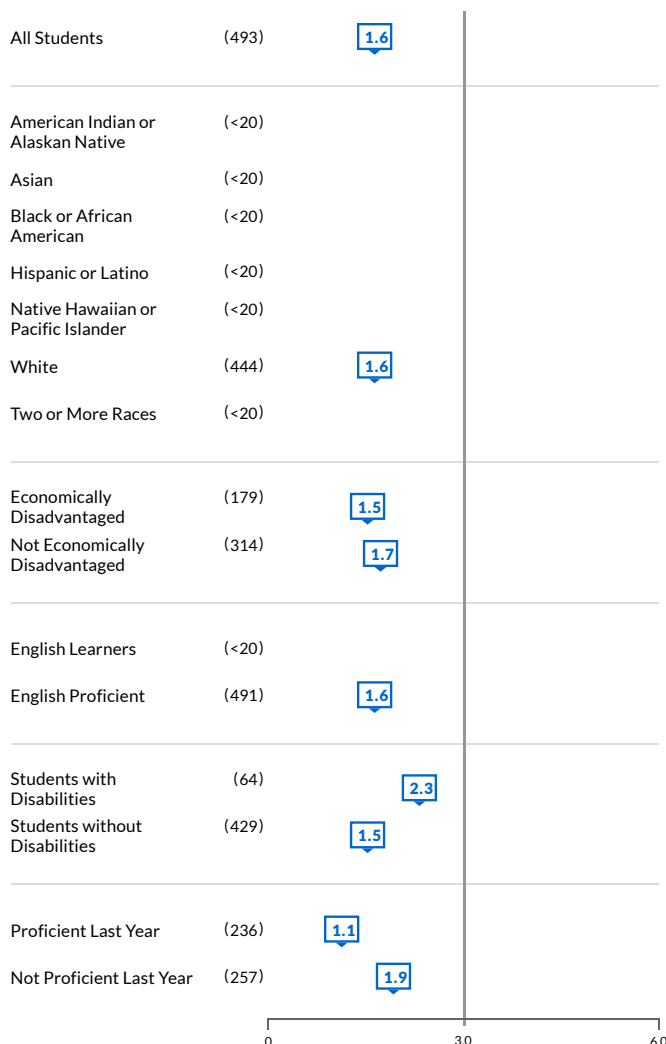 All Students (493) 1.6
American Indian or (<20)
Alaskan Native
Asian (<20)
Black or African (<20)
American
Hispanic or Latino (<20)
Native Hawaiian or (<20)
Pacific Islander
White (444) 1.6
Two or More Races (<20)
Economically (179) 1.5
Disadvantaged
Not Economically (314) 1.7
Disadvantaged
English Learners (<20)
English Proficient (491) 1.6
Students with (64) 2.3
Disabilities
Students without (429) 1.5
Disabilities
Proficient Last Year (236) 1.1
Not Proficient Last Year (257) 1.9
0 3.0 6.0